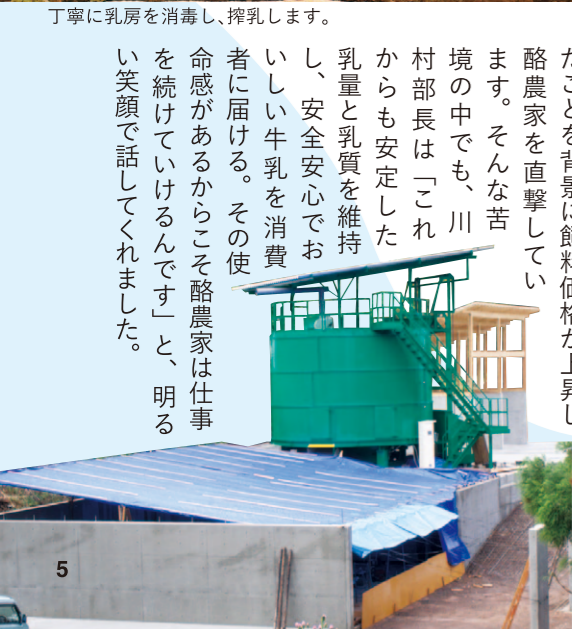 丁寧に乳房を消毒し、搾乳します。
たことを背景に飼料価格が上昇し
酪農家を直撃してい
ます。そんな苦
境の中でも、川
村部長は「これ
からも安定した
乳量と乳質を維持
し、安全安心でお
いしい牛乳を消費
者に届ける。その使
命感があるからこそ酪農家は仕事
を続けていけるんです」と、明る
い笑顔で話してくれました。
5